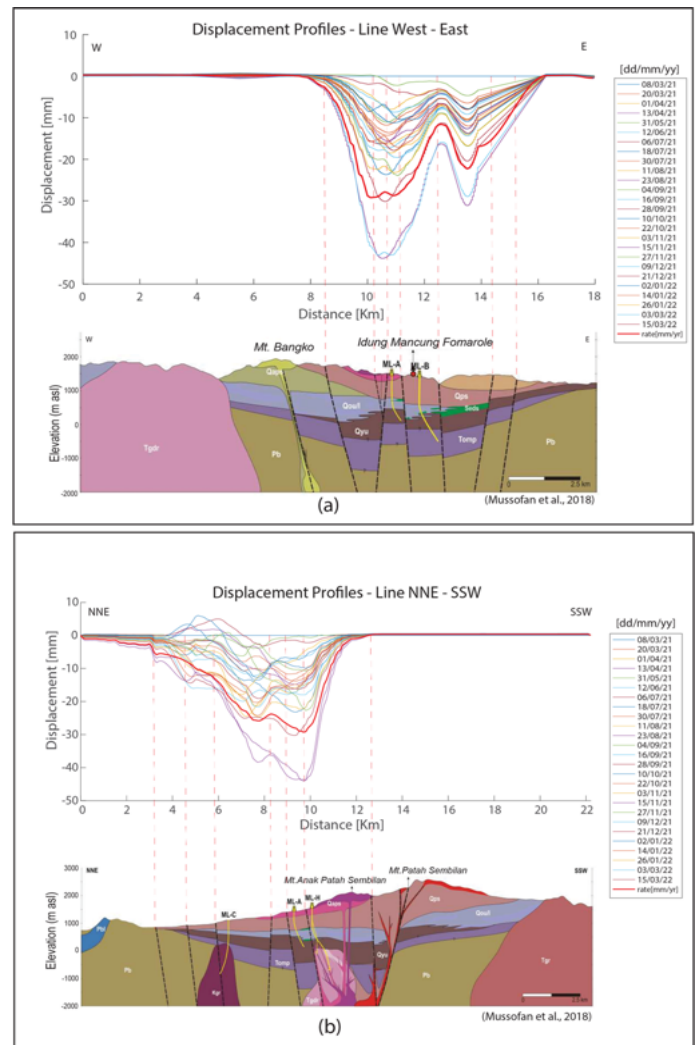 Displacement Profiles - Line West - East
W
E
[dd/mm/yy]
10
0
-10
-20
-30
-40
-50
Displacement [mm]
0 2 4 6 8 10 12 14 16 18
Distance [Km]
08/03/21
20/03/21
01/04/21
13/04/21
31/05/21
12/06/21
06/07/21
18/07/21
30/07/21
11/08/21
23/08/21
04/09/21
16/09/21
28/09/21
10/10/21
22/10/21
03/11/21
15/11/21
27/11/21
09/12/21
21/12/21
02/01/22
14/01/22
26/01/22
03/03/22
15/03/22
rate[mm/yr]
W
E
Mt. Bangko
Idung Mancung Fomarole
ML-A
ML-B
2000
1000
0
-1000
-2000
Elevation (m asl)
Qou/l
Qps
Qyu
Tomp
Tgdr
Pb
Pb
0 2.5 km
(a)
(Mussofan et al., 2018)
Displacement Profiles - Line NNE - SSW
NNE
SSW
[dd/mm/yy]
10
0
-10
-20
-30
-40
-50
Displacement [mm]
0 2 4 6 8 10 12 14 16 18 20 22
Distance [Km]
08/03/21
20/03/21
01/04/21
13/04/21
31/05/21
12/06/21
06/07/21
18/07/21
30/07/21
11/08/21
23/08/21
04/09/21
16/09/21
28/09/21
10/10/21
22/10/21
03/11/21
15/11/21
27/11/21
09/12/21
21/12/21
02/01/22
14/01/22
26/01/22
03/03/22
15/03/22
rate[mm/yr]
NNE
SSW
Mt.Anak Patah Sembilan
Mt.Patah Sembilan
ML-C
ML-A
ML-H
3000
2000
1000
0
-1000
-2000
Elevation (m asl)
Qps
Qou/l
Qyu
Tomp
Pb
Pb
Tgr
(b)
(Mussofan et al., 2018)